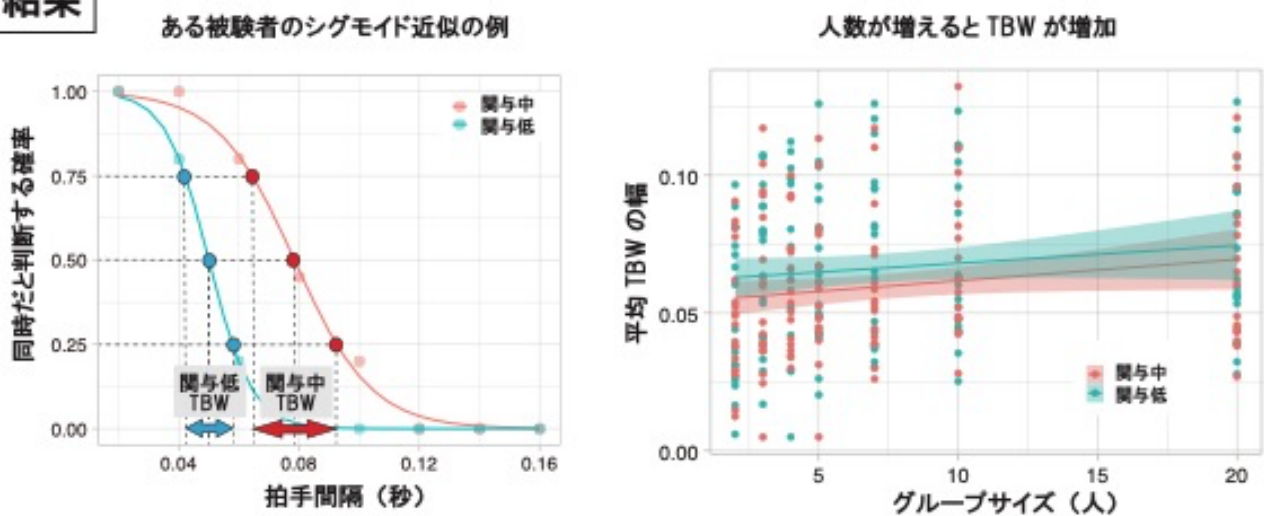 結果
ある被験者のシグモイド近似の例
同時だと判断する確率
1.00
0.75
0.50
0.25
0.00
関与中
関与低
関与低
TBW
関与中
TBW
0.04
0.08
0.12
0.16
拍手間隔（秒）
人数が増えると TBW が増加
平均 TBW の幅
0.10
0.05
0.00
関与中
関与低
5
10
15
20
グループサイズ（人）